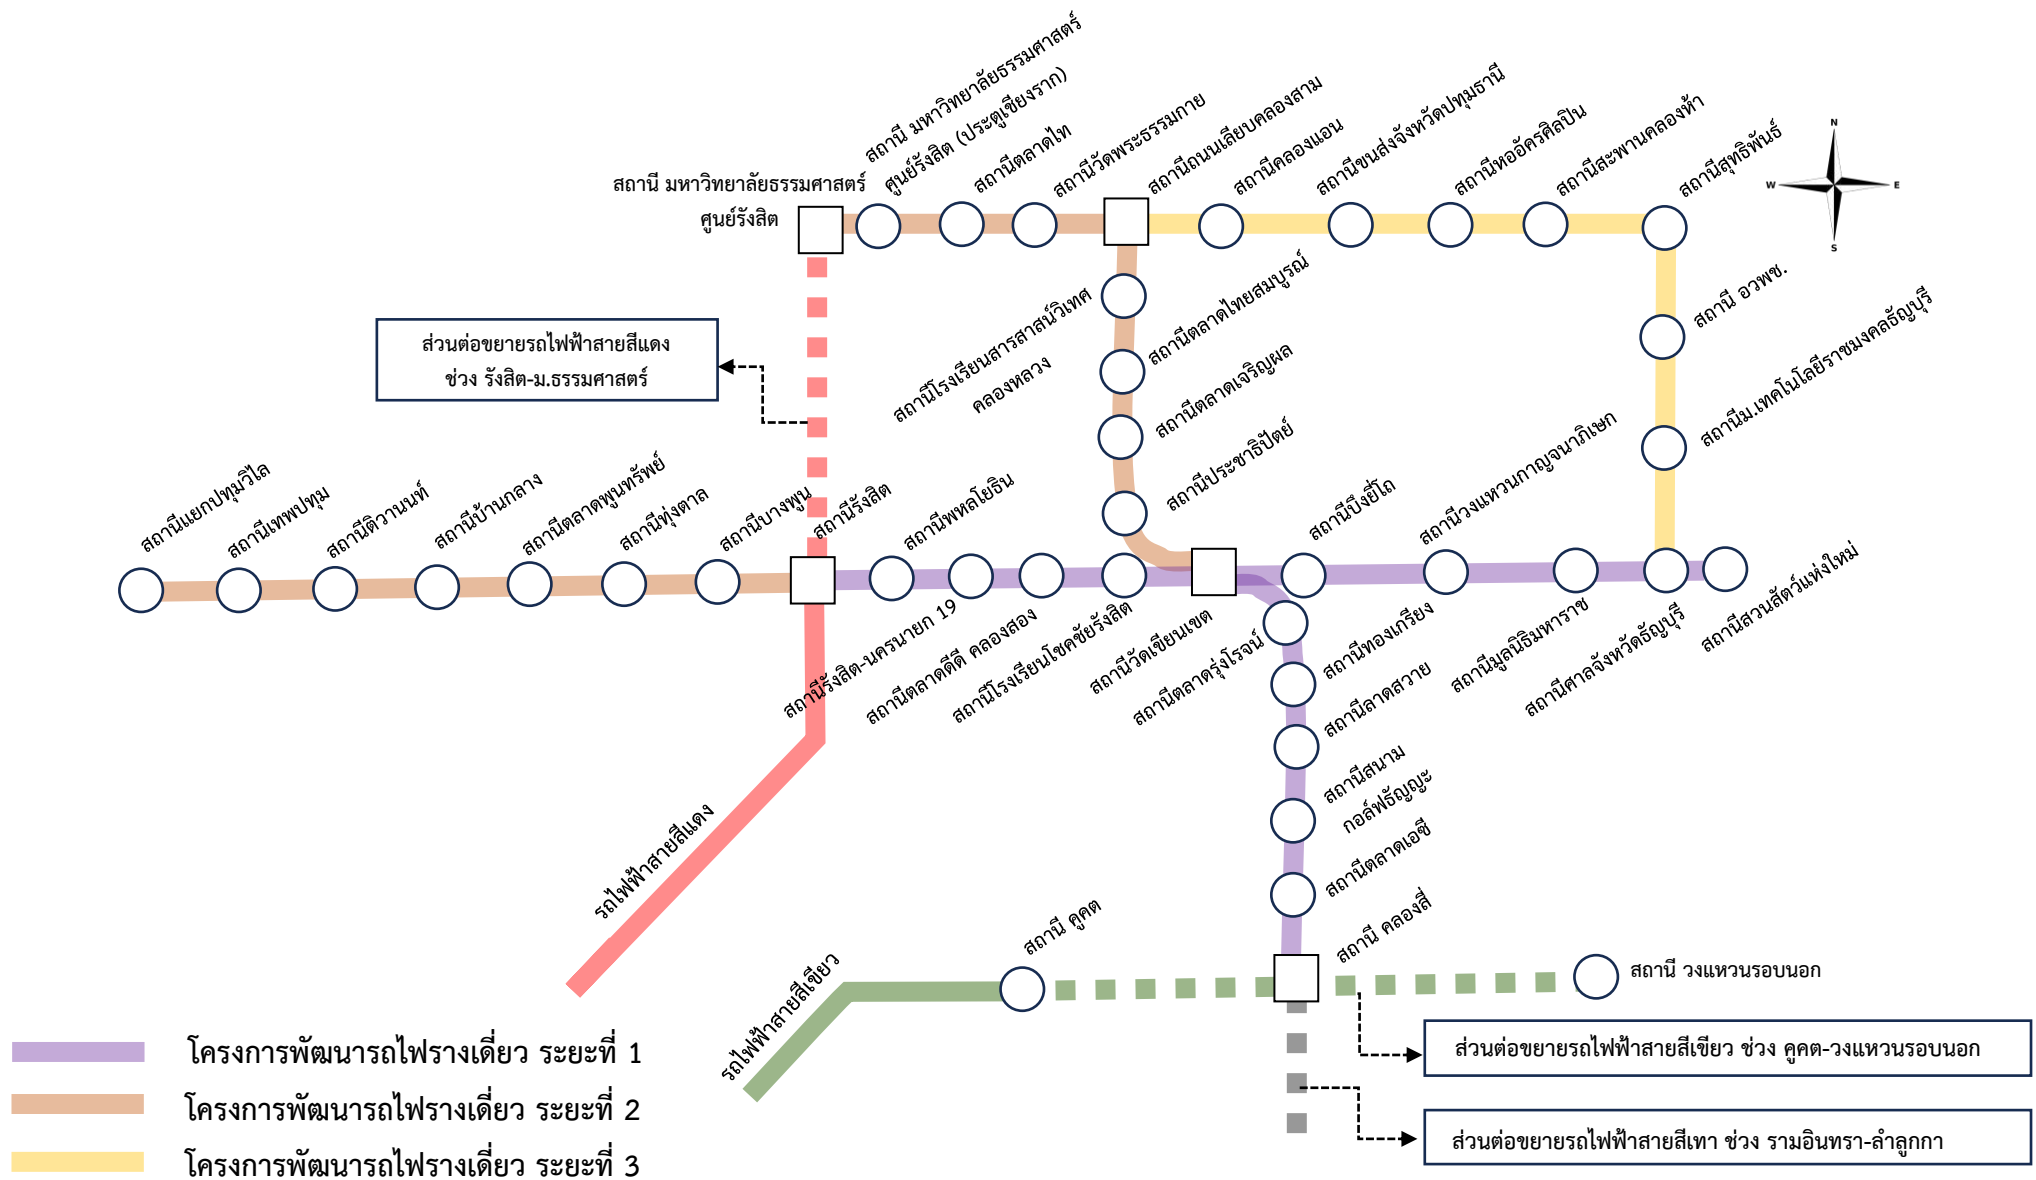 สถานี มหาวิทยาลัยธรรมศาสตร์
ศูนย์รังสิต (ประตูเชียงราก)
สถานี มหาวิทยาลัยธรรมศาสตร์
ศูนย์รังสิต
สถานีตลาดไท
สถานีวัดพระธรรมกาย
สถานีถนนเลียบคลองสาม
สถานีคลองแอน
สถานีขนส่งจังหวัดปทุมธานี
สถานีหออัครศิลปิน
สถานีสะพานคลองห้า
สถานีสุทธิพันธ์
N
W
E
S
สถานี อวพช.
สถานีม.เทคโนโลยีราชมงคลธัญบุรี
สถานีโรงเรียนสารสาสน์วิเทศ
คลองหลวง
สถานีตลาดไทยสมบูรณ์
สถานีตลาดเจริญผล
สถานีประชาธิปัตย์
ส่วนต่อขยายรถไฟฟ้าสายสีแดง
ช่วง รังสิต-ม.ธรรมศาสตร์
สถานีแยกปทุมวิไล
สถานีเทพปทุม
สถานีติวานนท์
สถานีบ้านกลาง
สถานีตลาดพูนทรัพย์
สถานีทุ่งตาล
สถานีบางพูน
สถานีรังสิต
สถานีพหลโยธิน
สถานีบึงยี่โถ
สถานีวงแหวนกาญจนาภิเษก
สถานีรังสิต-นครนายก 19
สถานีตลาดดีดี คลองสอง
สถานีโรงเรียนโชคชัยรังสิต
สถานีวัดเขียนเขต
สถานีตลาดรุ่งโรจน์
สถานีทองเกรียง
สถานีมูลนิธิมหาราช
สถานีศาลจังหวัดธัญบุรี
สถานีสวนสัตว์แห่งใหม่
สถานีลาดสวาย
สถานีสนาม
กอล์ฟธัญญะ
สถานีตลาดเอซี
สถานี คลองสี่
สถานี คูคต
สถานี วงแหวนรอบนอก
รถไฟฟ้าสายสีแดง
รถไฟฟ้าสายสีเขียว
ส่วนต่อขยายรถไฟฟ้าสายสีเขียว ช่วง คูคต-วงแหวนรอบนอก
ส่วนต่อขยายรถไฟฟ้าสายสีเทา ช่วง รามอินทรา-ลำลูกกา
โครงการพัฒนารถไฟรางเดี่ยว ระยะที่ 1
โครงการพัฒนารถไฟรางเดี่ยว ระยะที่ 2
โครงการพัฒนารถไฟรางเดี่ยว ระยะที่ 3